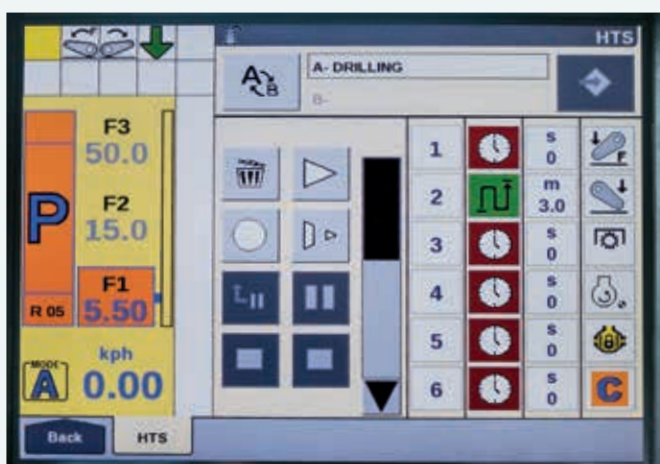 HTS
A
B
A- DRILLING
B-
F3
50.0
F2
15.0
P
F1
5.50
R 05
kph
MODE
A
0.00
1 s 0 F
2 m 3.0
3 s 0
4 s 0
5 s 0
6 s 0 C
Back HTS